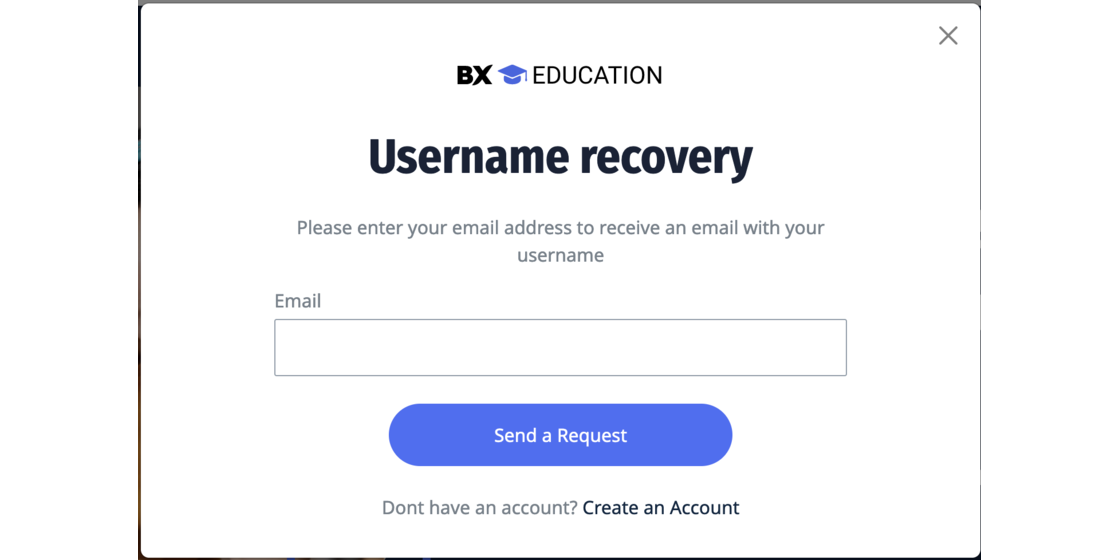 BX EDUCATION
Username recovery
Please enter your email address to receive an email with your
username
Email
Send a Request
Dont have an account? Create an Account